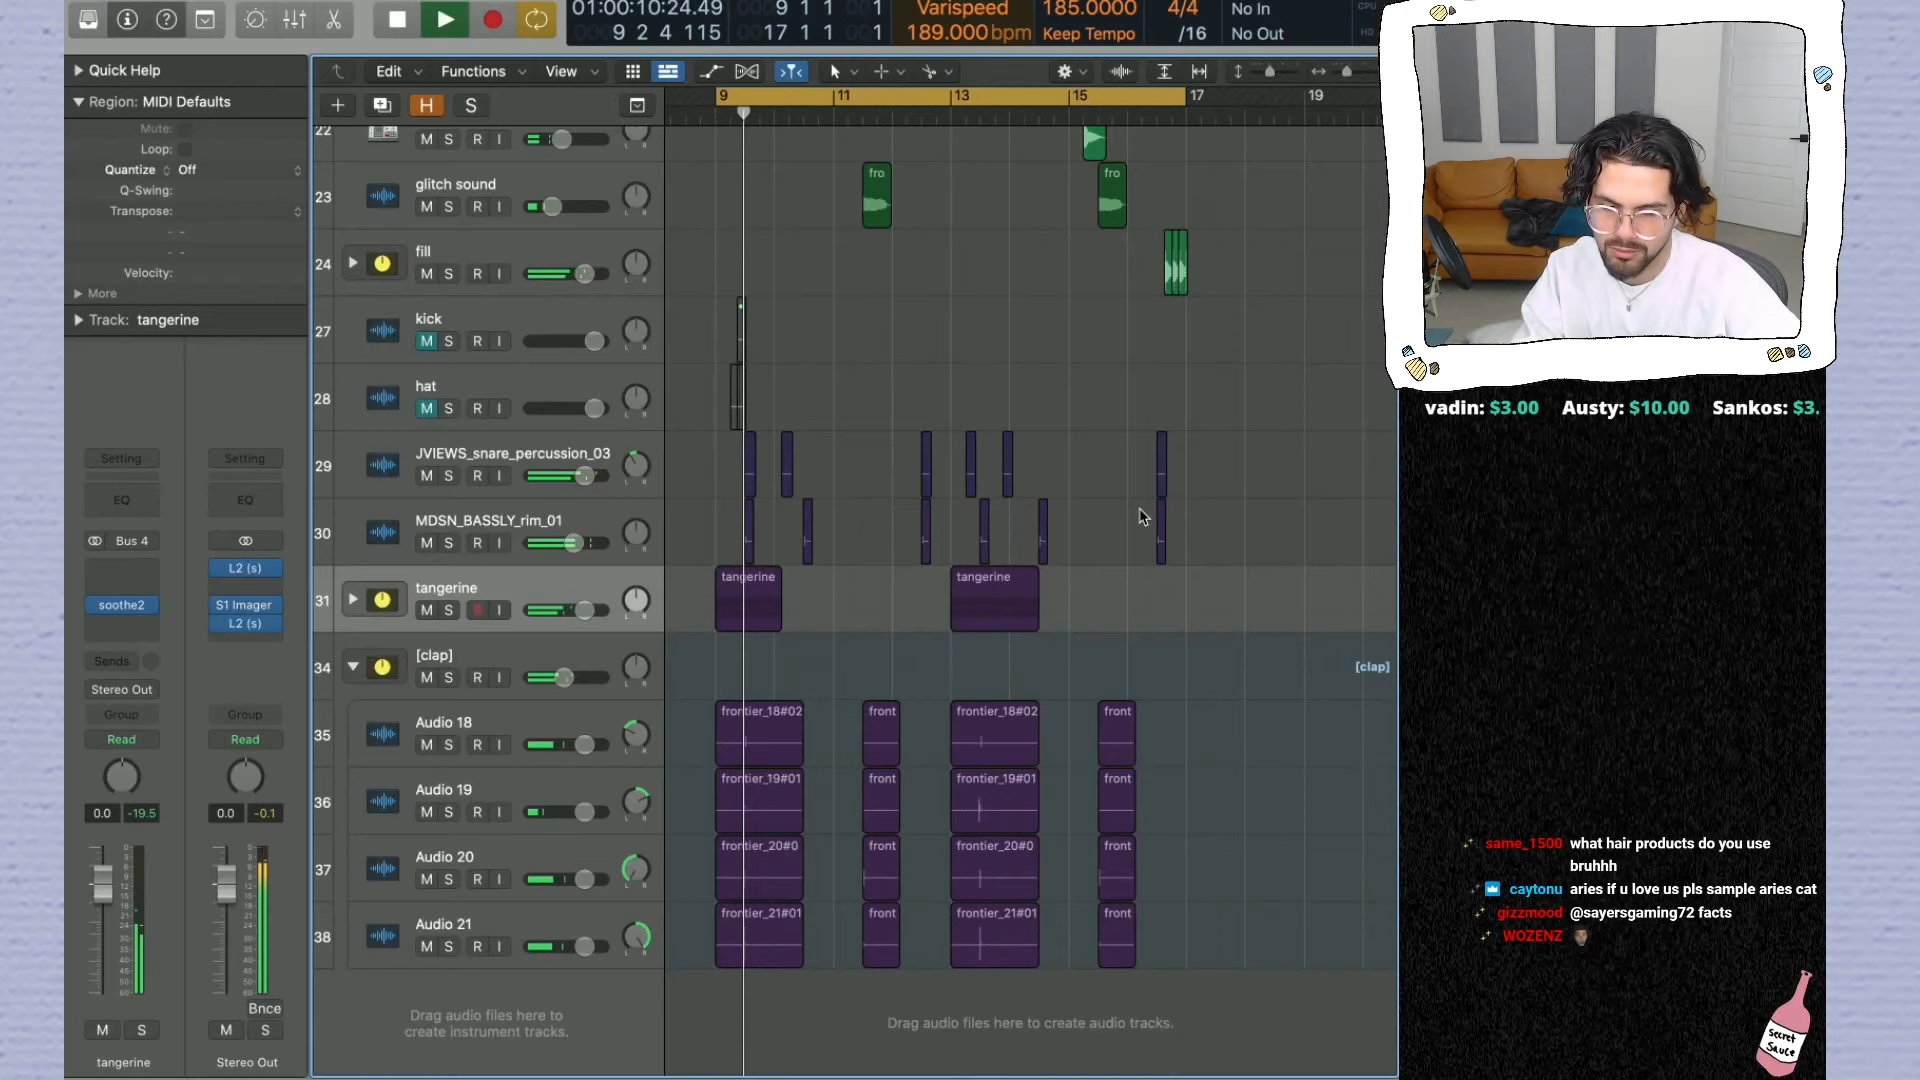 01:00:10:24.49
9 2 4 115
9 1 1 1
17 1 1 1
Varispeed
189.000 bpm
185.0000
Keep Tempo
4/4
/16
No In
No Out
CPU
HD
Quick Help
Edit
Functions
View
Region: MIDI Defaults
H
S
9
11
13
15
17
19
Mute:
Loop:
Quantize
Off
Q-Swing:
Transpose:
Velocity:
More
Track: tangerine
22
M S R I
23
glitch sound
M S R I
fro
fro
24
fill
M S R I
27
kick
M S R I
28
hat
M S R I
29
JVIEWS_snare_percussion_03
M S R I
30
MDSN_BASSLY_rim_01
M S R I
31
tangerine
M S R I
tangerine
tangerine
34
[clap]
M S R I
[clap]
35
Audio 18
M S R I
frontier_18#02
front
frontier_18#02
front
36
Audio 19
M S R I
frontier_19#01
front
frontier_19#01
front
37
Audio 20
M S R I
frontier_20#0
front
frontier_20#0
front
38
Audio 21
M S R I
frontier_21#01
front
frontier_21#01
front
Drag audio files here to
create instrument tracks.
Drag audio files here to create audio tracks.
Setting
Setting
EQ
EQ
Bus 4
L2 (s)
soothe2
S1 Imager
L2 (s)
Sends
Stereo Out
Group
Group
Read
Read
0.0
-19.5
0.0
-0.1
Bnce
M
S
M
S
tangerine
Stereo Out
vadin: $3.00 Austy: $10.00 Sankos: $3.
same_1500 what hair products do you use
bruhhh
caytonu aries if u love us pls sample aries cat
gizzmood @sayersgaming72 facts
WOZENZ
Secret
Sauce